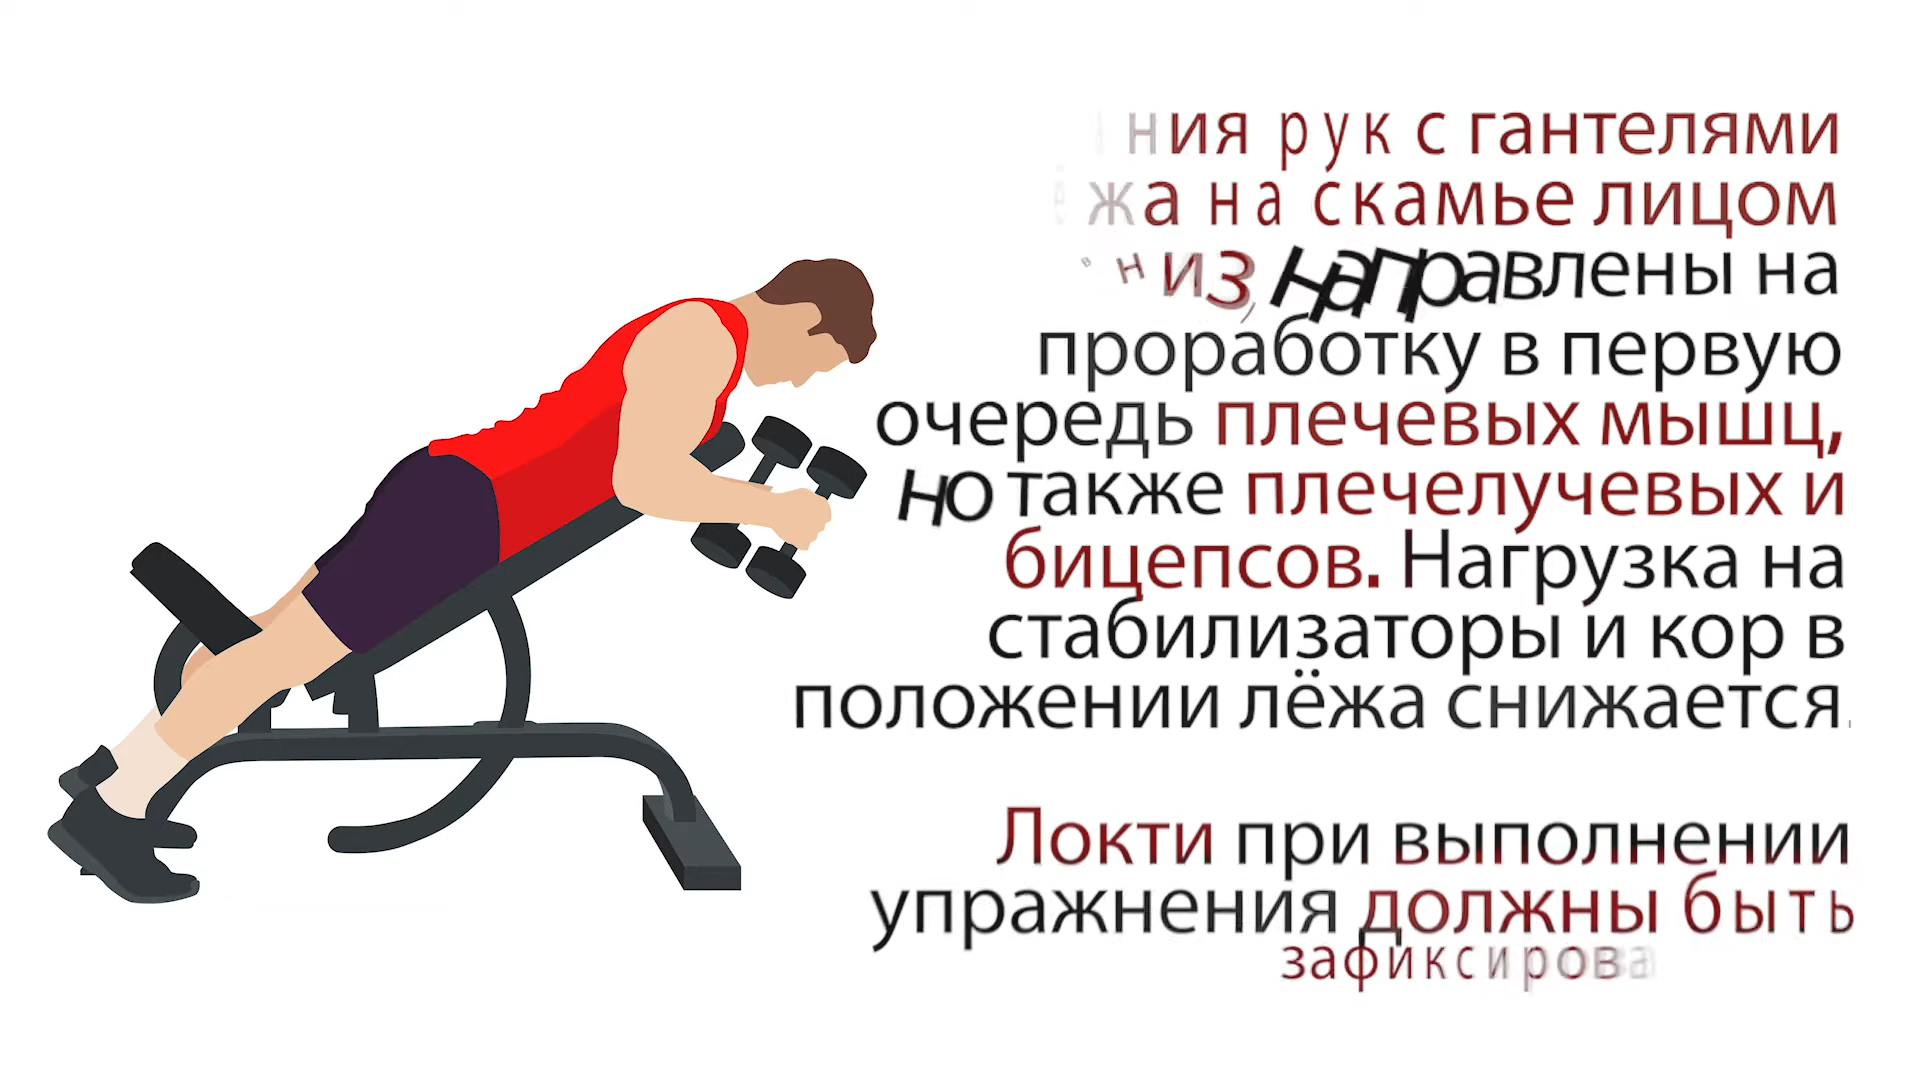 ния рук с гантелями
жа на скамье лицом
вниз, направлены на
проработку в первую
очередь плечевых мышц,
но также плечелучевых и
бицепсов. Нагрузка на
стабилизаторы и кор в
положении лёжа снижается.
Локти при выполнении
упражнения должны быть
зафиксирова